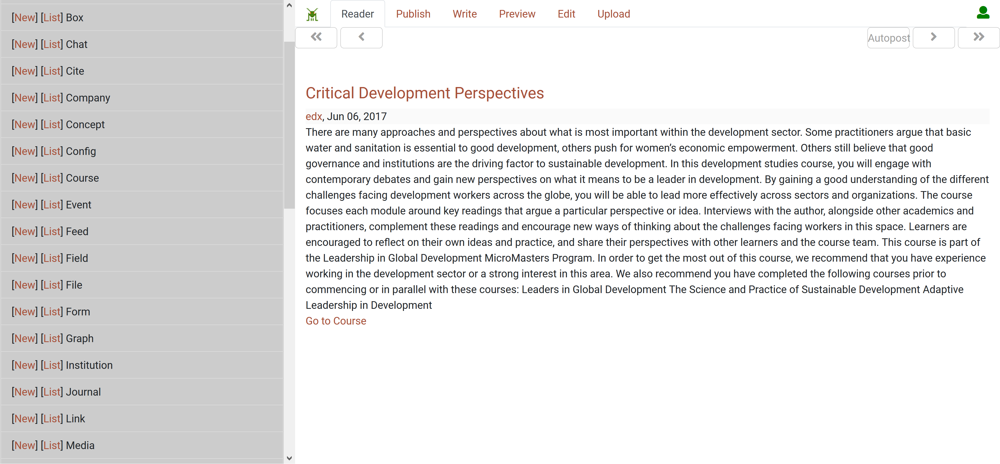 [New] [List] Box
[New] [List] Chat
[New] [List] Cite
[New] [List] Company
[New] [List] Concept
[New] [List] Config
[New] [List] Course
[New] [List] Event
[New] [List] Feed
[New] [List] Field
[New] [List] File
[New] [List] Form
[New] [List] Graph
[New] [List] Institution
[New] [List] Journal
[New] [List] Link
[New] [List] Media
Reader Publish Write Preview Edit Upload
Autopost
Critical Development Perspectives
edx, Jun 06, 2017
There are many approaches and perspectives about what is most important within the development sector. Some practitioners argue that basic
water and sanitation is essential to good development, others push for women’s economic empowerment. Others still believe that good
governance and institutions are the driving factor to sustainable development. In this development studies course, you will engage with
contemporary debates and gain new perspectives on what it means to be a leader in development. By gaining a good understanding of the different
challenges facing development workers across the globe, you will be able to lead more effectively across sectors and organizations. The course
focuses each module around key readings that argue a particular perspective or idea. Interviews with the author, alongside other academics and
practitioners, complement these readings and encourage new ways of thinking about the challenges facing workers in this space. Learners are
encouraged to reflect on their own ideas and practice, and share their perspectives with other learners and the course team. This course is part of
the Leadership in Global Development MicroMasters Program. In order to get the most out of this course, we recommend that you have experience
working in the development sector or a strong interest in this area. We also recommend you have completed the following courses prior to
commencing or in parallel with these courses: Leaders in Global Development The Science and Practice of Sustainable Development Adaptive
Leadership in Development
Go to Course